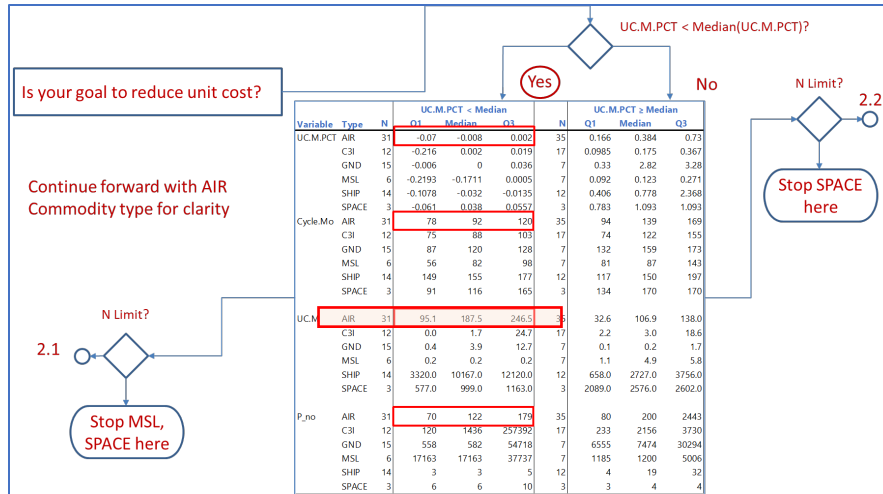 UC.M.PCT < Median(UC.M.PCT)?
Is your goal to reduce unit cost?
Yes
No
N Limit?
2.2
Stop SPACE
here
Continue forward with AIR
Commodity type for clarity
N Limit?
2.1
Stop MSL,
SPACE here
UC.M.PCT < Median UC.M.PCT ≥ Median
Variable Type N Q1 Median Q3 N Q1 Median Q3
UC.M.PCT AIR 31 -0.07 -0.008 0.002 35 0.166 0.384 0.73
C3I 12 -0.216 0.002 0.019 17 0.0985 0.175 0.367
GND 15 -0.006 0 0.036 7 0.33 2.82 3.28
MSL 6 -0.2193 -0.1711 0.0005 7 0.092 0.123 0.271
SHIP 14 -0.1078 -0.032 -0.0135 12 0.406 0.778 2.368
SPACE 3 -0.061 0.038 0.0557 3 0.783 1.093 1.093
Cycle.Mo AIR 31 78 92 120 35 94 139 169
C3I 12 75 88 103 17 74 122 155
GND 15 87 120 128 7 132 159 173
MSL 6 56 82 98 7 81 87 143
SHIP 14 149 155 177 12 117 150 197
SPACE 3 91 116 165 3 134 170 170
UC.M AIR 31 95.1 187.5 246.5 35 32.6 106.9 138.0
C3I 12 0.0 1.7 24.7 17 2.2 3.0 18.6
GND 15 0.4 3.9 12.7 7 0.1 0.2 1.7
MSL 6 0.2 0.2 0.2 7 1.1 4.9 5.8
SHIP 14 3320.0 10167.0 12120.0 12 658.0 2727.0 3756.0
SPACE 3 577.0 999.0 1163.0 3 2089.0 2576.0 2602.0
P_no AIR 31 70 122 179 35 80 200 2443
C3I 12 120 1436 257392 17 233 2156 3730
GND 15 558 582 54718 7 6555 7474 30294
MSL 6 17163 17163 37737 7 1185 1200 5006
SHIP 14 3 3 5 12 4 19 32
SPACE 3 6 6 10 3 3 4 4